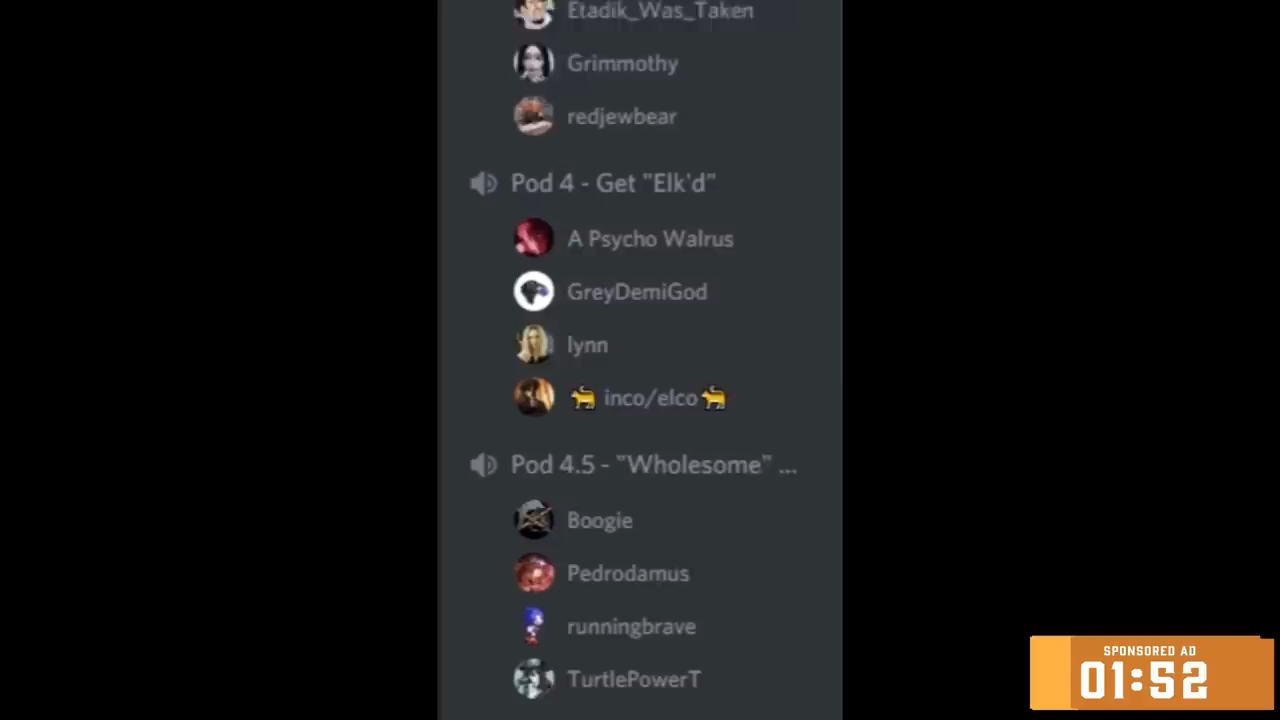 Etadik_Was_Taken
Grimmothy
redjewbear
Pod 4 - Get "Elk'd"
A Psycho Walrus
GreyDemiGod
lynn
🐅 inco/elco🐅
Pod 4.5 - "Wholesome" ...
Boogie
Pedrodamus
runningbrave
TurtlePowerT
SPONSORED AD
01:52